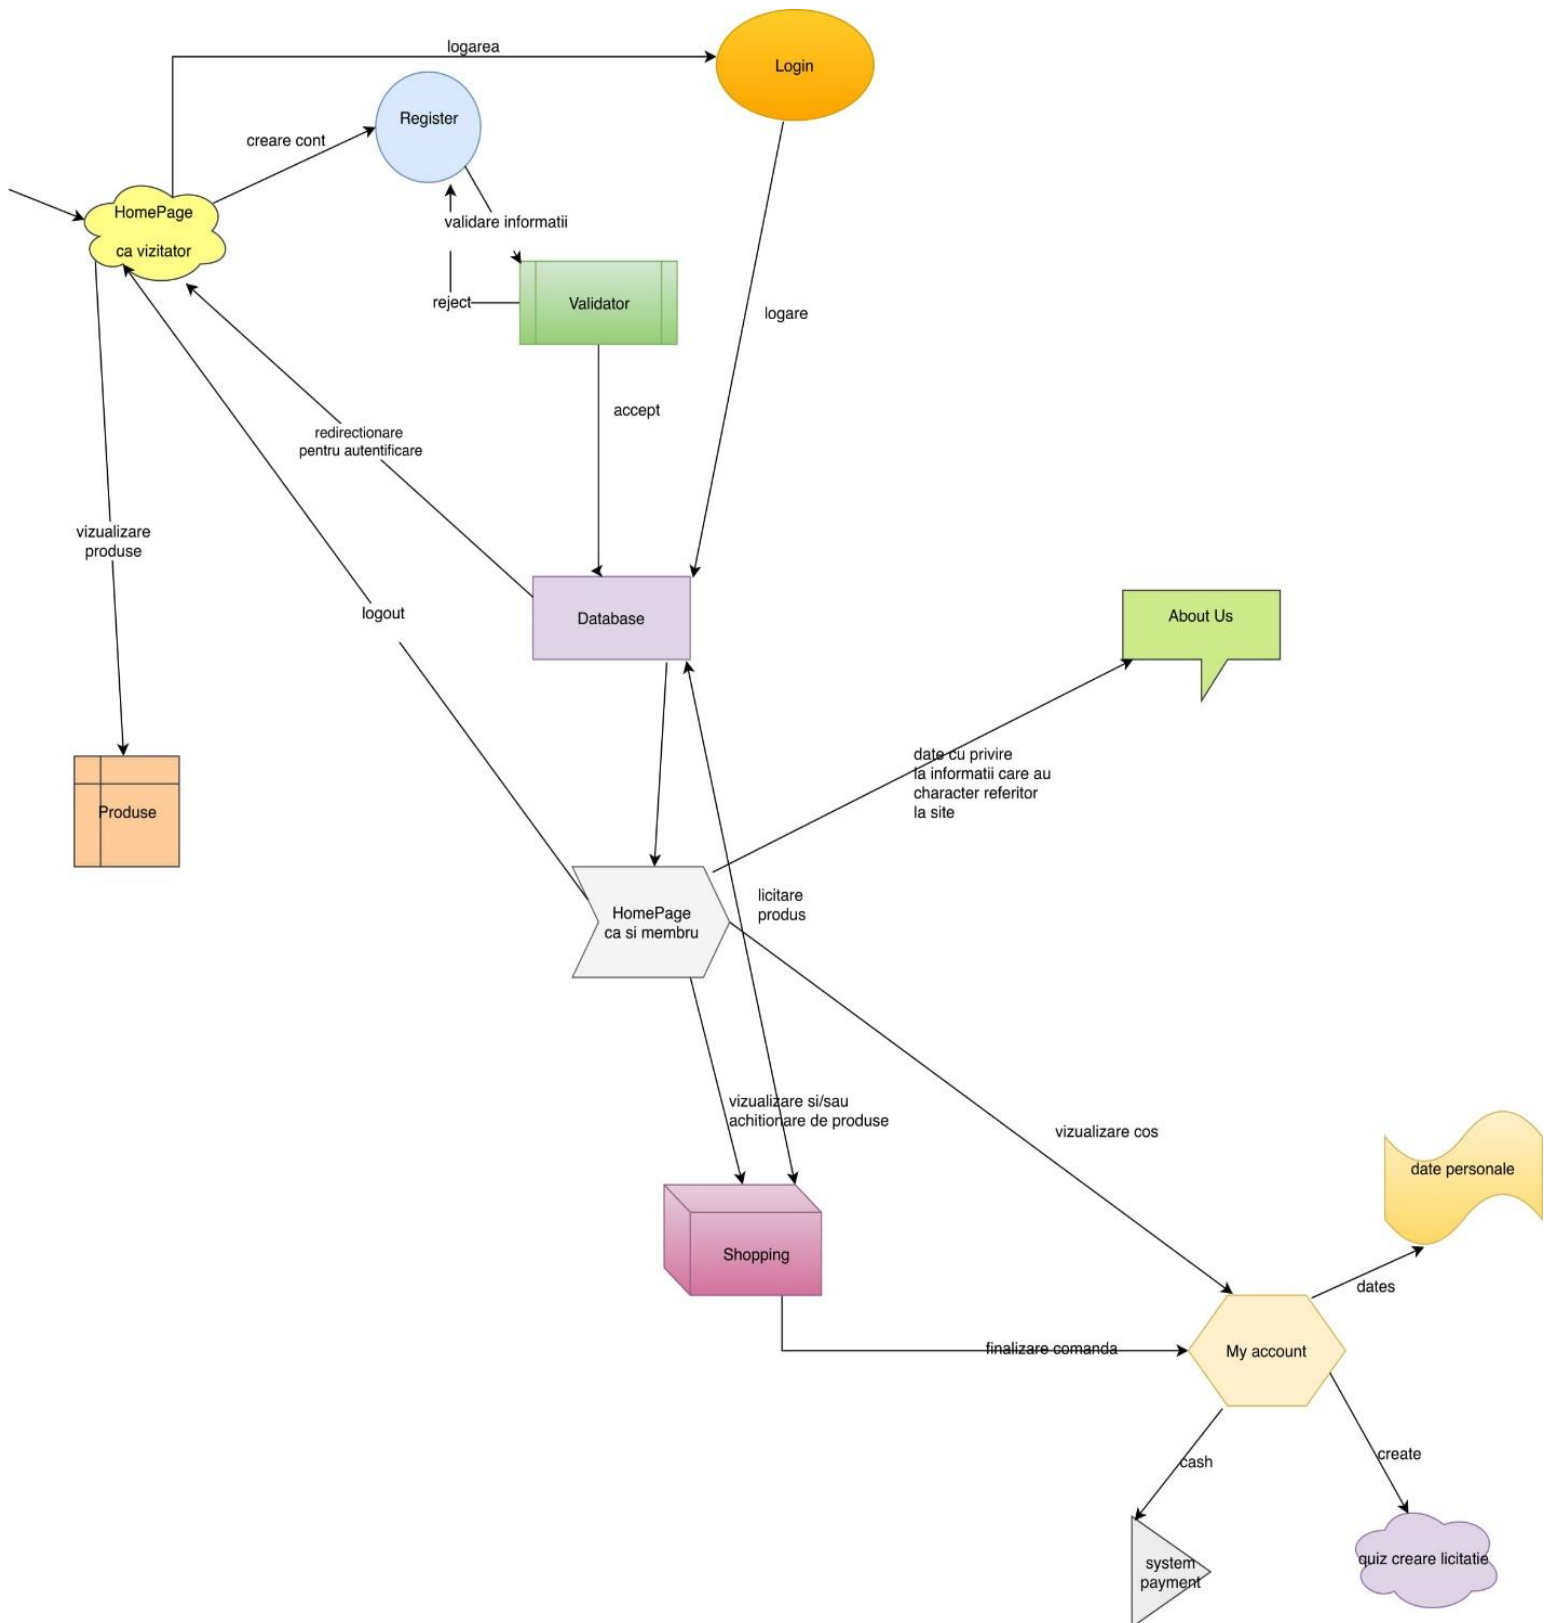 logarea
Login
Register
creare cont
HomePage
ca vizitator
validare informatii
reject
Validator
logare
accept
redirectionare
pentru autentificare
vizualizare
produse
logout
Database
About Us
date cu privire
la informatii care au
character referitor
la site
Produse
licitare
produs
HomePage
ca si membru
vizualizare si/sau
achitionare de produse
vizualizare cos
date personale
Shopping
dates
finalizare comanda
My account
cash
create
system
payment
quiz creare licitatie